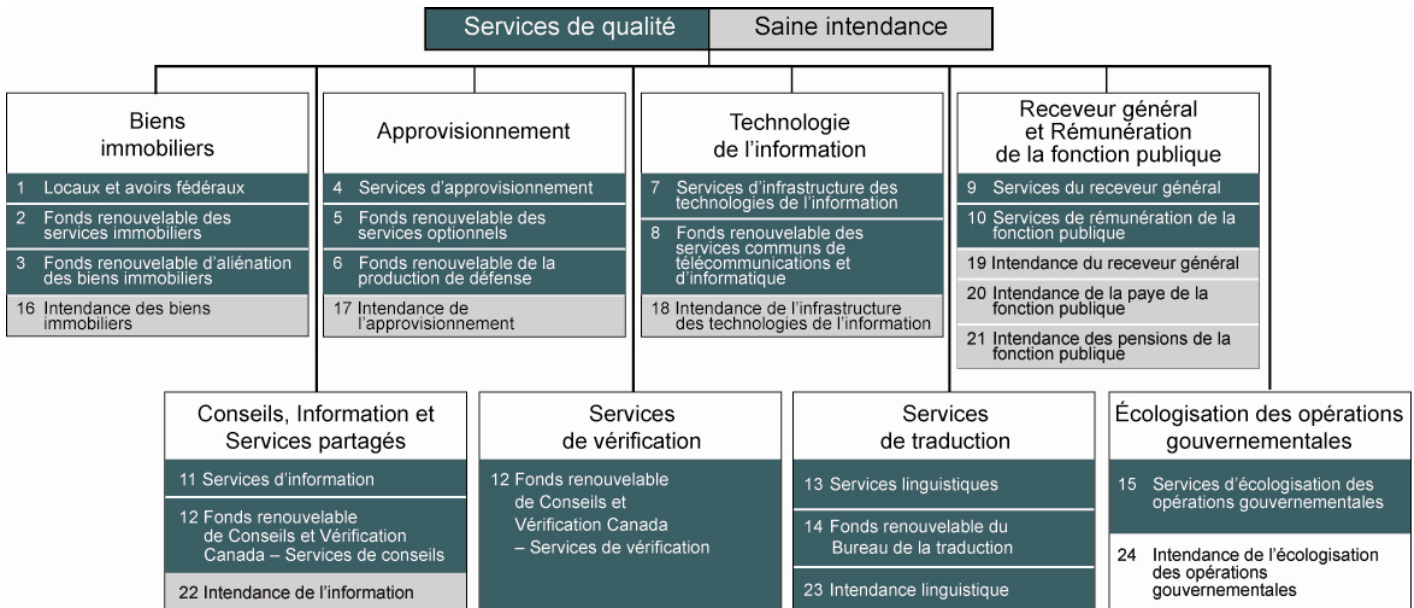 Services de qualité
Saine intendance
Biens
immobiliers
1 Locaux et avoirs fédéraux
2 Fonds renouvelable des
services immobiliers
3 Fonds renouvelable d'aliénation
des biens immobiliers
16 Intendance des biens
immobiliers
Approvisionnement
4 Services d'approvisionnement
5 Fonds renouvelable des
services optionnels
6 Fonds renouvelable de la
production de défense
17 Intendance de
l'approvisionnement
Technologie
de l'information
7 Services d'infrastructure des
technologies de l'information
8 Fonds renouvelable des
services communs de
télécommunications et
d'informatique
18 Intendance de l'infrastructure
des technologies de l'information
Receveur général
et Rémunération
de la fonction publique
9 Services du receveur général
10 Services de rémunération de la
fonction publique
19 Intendance du receveur général
20 Intendance de la paye de la
fonction publique
21 Intendance des pensions de la
fonction publique
Conseils, Information et
Services partagés
11 Services d'information
12 Fonds renouvelable
de Conseils et Vérification
Canada – Services de conseils
22 Intendance de l'information
Services
de vérification
12 Fonds renouvelable
de Conseils et
Vérification Canada
– Services de vérification
Services
de traduction
13 Services linguistiques
14 Fonds renouvelable du
Bureau de la traduction
23 Intendance linguistique
Écologisation des opérations
gouvernementales
15 Services d'écologisation des
opérations gouvernementales
24 Intendance de l'écologisation
des opérations
gouvernementales